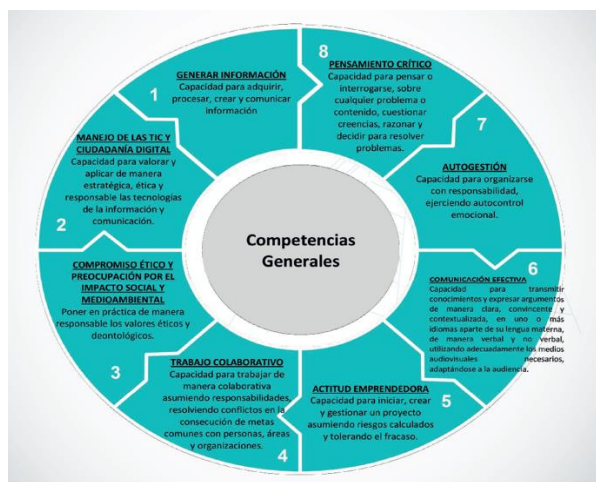 1
GENERAR INFORMACIÓN
Capacidad para adquirir,
procesar, crear y comunicar
información
2
MANEJO DE LAS TIC Y
CIUDADANÍA DIGITAL
Capacidad para valorar y
aplicar de manera
estratégica, ética y
responsable las tecnologías
de la información y
comunicación.
3
COMPROMISO ÉTICO Y
PREOCUPACIÓN POR EL
IMPACTO SOCIAL Y
MEDIOAMBIENTAL
Poner en práctica de manera
responsable los valores éticos y
deontológicos.
4
TRABAJO COLABORATIVO
Capacidad para trabajar de
manera colaborativa
asumiendo responsabilidades,
resolviendo conflictos en la
consecución de metas
comunes con personas, áreas
y organizaciones.
5
ACTITUD EMPRENDEDORA
Capacidad para iniciar, crear
y gestionar un proyecto
asumiendo riesgos calculados
y tolerando el fracaso.
6
COMUNICACIÓN EFECTIVA
Capacidad para transmitir
conocimientos y expresar argumentos
de manera clara, convincente y
contextualizada, en uno o más
idiomas aparte de su lengua materna,
de manera verbal y no verbal,
utilizando adecuadamente los medios
audiovisuales necesarios,
adaptándose a la audiencia.
7
AUTOGESTIÓN
Capacidad para organizarse
con responsabilidad,
ejerciendo autocontrol
emocional.
8
PENSAMIENTO CRÍTICO
Capacidad para pensar o
interrogarse, sobre
cualquier problema o
contenido, cuestionar
creencias, razonar y
decidir para resolver
problemas.
Competencias
Generales